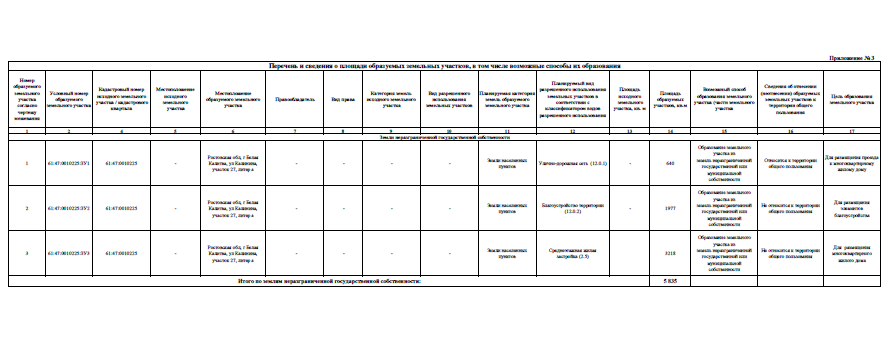 Приложение №3
Перечень и сведения о площади образуемых земельных участков, в том числе возможные способы их образования
Номер образуемого земельного участка согласно чертежу межевания
Условный номер образуемого земельного участка
Кадастровый номер исходного земельного участка / кадастрового квартала
Местоположение исходного земельного участка
Местоположение образуемого земельного участка
Правообладатель
Вид права
Категория земель исходного земельного участка
Вид разрешенного использования земельных участков
Планируемая категория земель образуемого земельного участка
Планируемый вид разрешенного использования земельных участков в соответствии с классификатором видов разрешенного использования
Площадь исходного земельного участка, кв. м
Площадь образуемых участков, кв.м
Возможный способ образования земельного участка (части земельного участка
Сведения об отнесении (неотнесении) образуемых земельных участков к территории общего пользования
Цель образования земельного участка
1 2 4 5 6 7 8 9 10 11 12 13 14 15 16 17
Земли неразграниченной государственной собственности
1
61:47:0010225:ЗУ1
61:47:0010225
-
Ростовская обл, г Белая Калитва, ул Калинина, участок 27, литер а
-
-
-
-
Земли населенных пунктов
Улично-дорожная сеть (12.0.1)
-
640
Образование земельного участка из земель неразграниченной государственной или муниципальной собственности
Относится к территории общего пользования
Для размещения проезда к многоквартирному жилому дому
2
61:47:0010225:ЗУ2
61:47:0010225
-
Ростовская обл, г Белая Калитва, ул Калинина, участок 27, литер а
-
-
-
-
Земли населенных пунктов
Благоустройство территории (12.0.2)
1977
Образование земельного участка из земель неразграниченной государственной или муниципальной собственности
Не относится к территории общего пользования
Для размещения элементов благоустройства
3
61:47:0010225:ЗУ3
61:47:0010225
-
Ростовская обл, г Белая Калитва, ул Калинина, участок 27, литер а
-
-
-
-
Земли населенных пунктов
Среднеэтажная жилая застройка (2.5)
3218
Образование земельного участка из земель неразграниченной государственной или муниципальной собственности
Не относится к территории общего пользования
Для размещения многоквартирного жилого дома
Итого по землям неразграниченной государственной собственности:
5 835